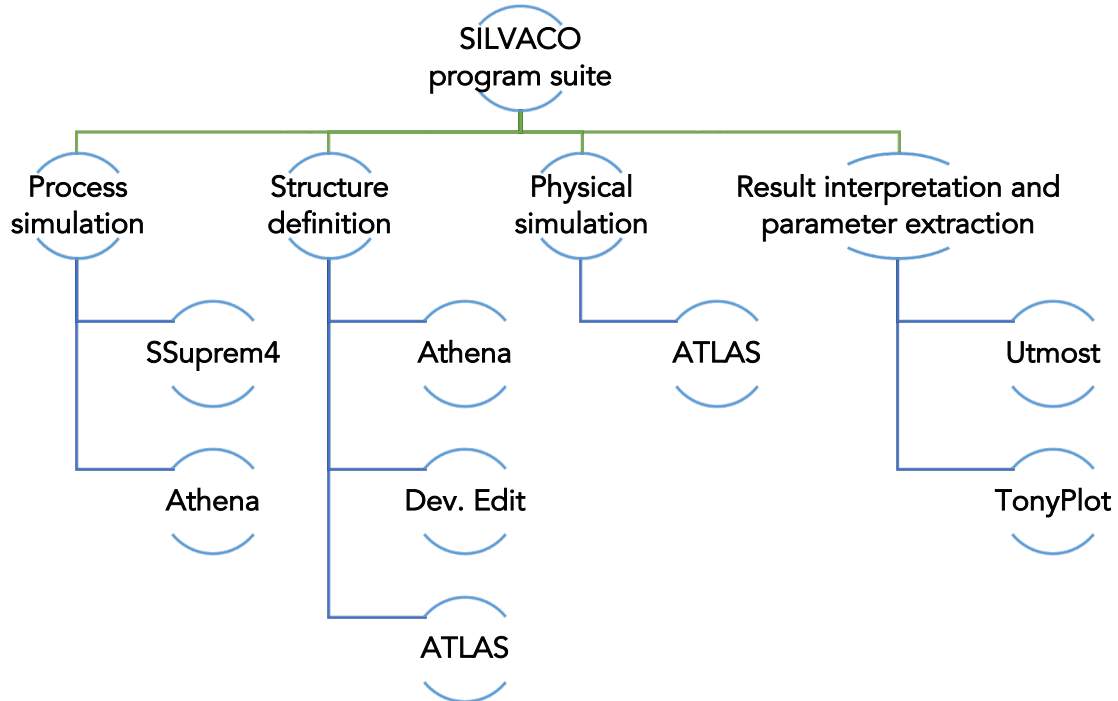 SILVACO
program suite
Process
simulation
Structure
definition
Physical
simulation
Result interpretation and
parameter extraction
SSuprem4
Athena
Athena
Dev. Edit
ATLAS
ATLAS
Utmost
TonyPlot